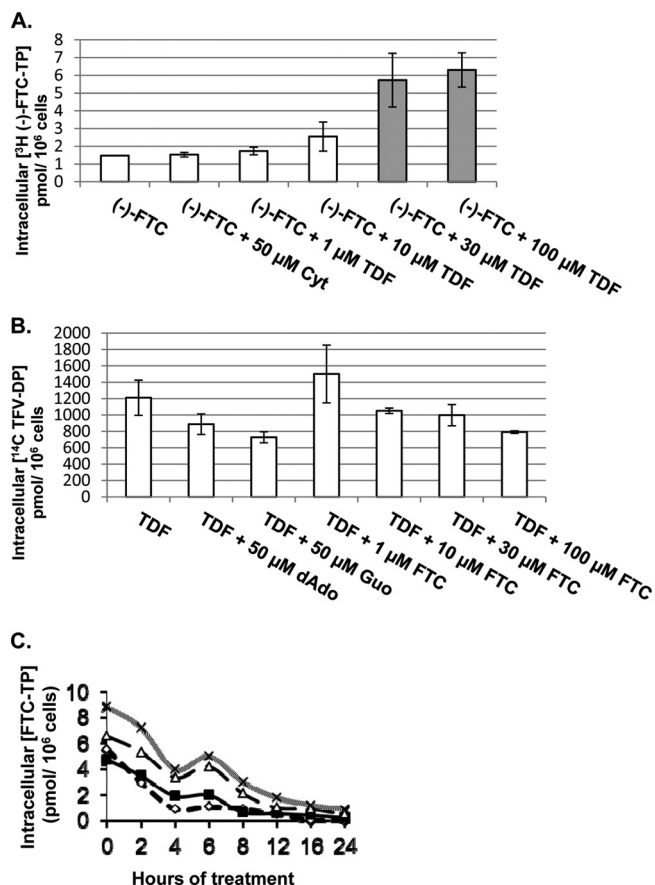 A.
Intracellular [³H (-)-FTC-TP]
pmol/ 10⁶ cells
8
7
6
5
4
3
2
1
0
(-)-FTC
(-)-FTC + 50 µM Cyt
(-)-FTC + 1 µM TDF
(-)-FTC + 10 µM TDF
(-)-FTC + 30 µM TDF
(-)-FTC + 100 µM TDF
B.
Intracellular [¹⁴C TFV-DP]
pmol/ 10⁶ cells
2000
1800
1600
1400
1200
1000
800
600
400
200
0
TDF
TDF + 50 µM dAdo
TDF + 50 µM Guo
TDF + 1 µM FTC
TDF + 10 µM FTC
TDF + 30 µM FTC
TDF + 100 µM FTC
C.
Intracellular [FTC-TP]
(pmol/ 10⁶ cells)
10
8
6
4
2
0
0 2 4 6 8 12 16 24
Hours of treatment